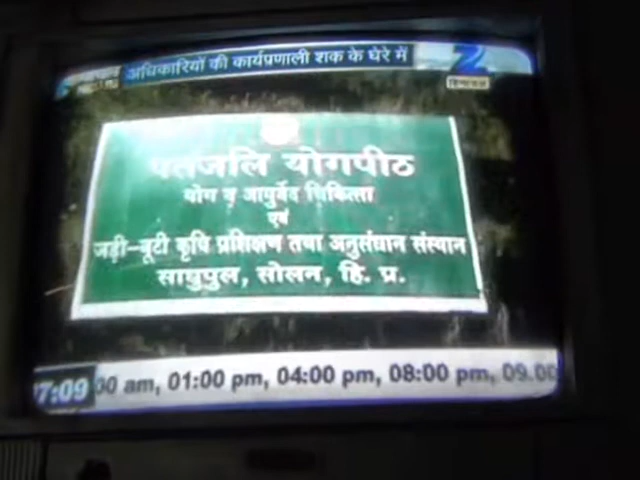 अधिकारियों की कार्यप्रणाली शक के घेरे में
Z
पतंजलि योगपीठ
योग व आयुर्वेद चिकित्सा
एवं
जड़ी-बूटी कृषि प्रशिक्षण तथा अनुसंधान संस्थान
साधुपुल, सोलन, हि. प्र.
7:09 00 am, 01:00 pm, 04:00 pm, 08:00 pm, 09.00